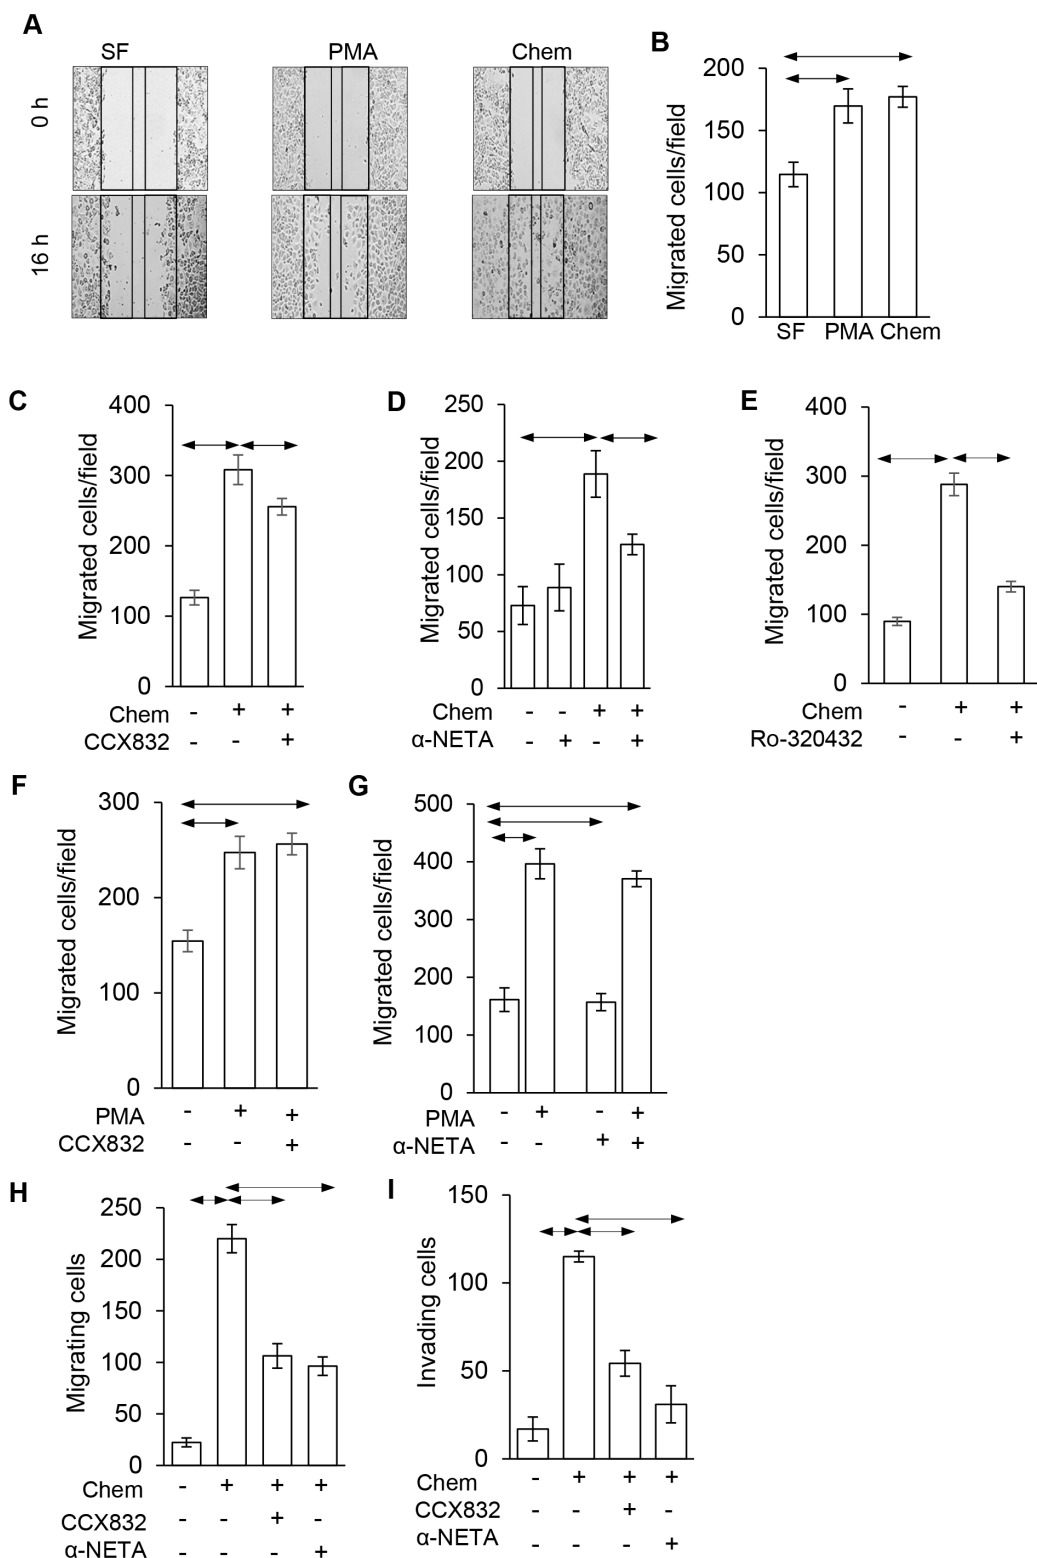 A
SF PMA Chem
0 h
16 h
B
Migrated cells/field
200
150
100
50
0
SF PMA Chem
C
Migrated cells/field
400
300
200
100
0
Chem - + +
CCX832 - - +
D
Migrated cells/field
250
200
150
100
50
0
Chem - - + +
α-NETA - + - +
E
Migrated cells/field
400
300
200
100
0
Chem - + +
Ro-320432 - - +
F
Migrated cells/field
300
200
100
0
PMA - + +
CCX832 - - +
G
Migrated cells/field
500
400
300
200
100
0
PMA - + - +
α-NETA - - + +
H
Migrating cells
250
200
150
100
50
0
Chem - + + +
CCX832 - - + -
α-NETA - - - +
I
Invading cells
150
100
50
0
Chem - + + +
CCX832 - - + -
α-NETA - - - +